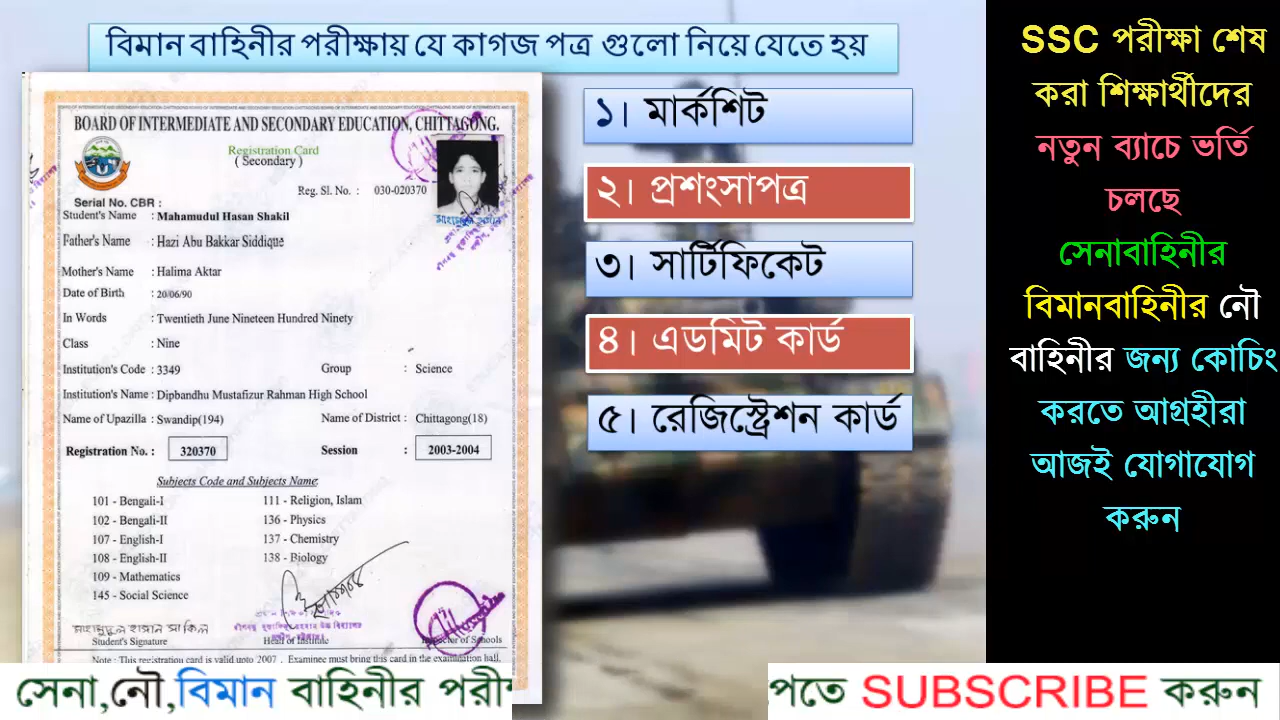 বিমান বাহিনীর পরীক্ষায় যে কাগজ পত্র গুলো নিয়ে যেতে হয়
BOARD OF INTERMEDIATE AND SECONDARY EDUCATION, CHITTAGONG.
Registration Card
( Secondary )
Reg. Sl. No. : 030-020370
Serial No. CBR :
Student's Name : Mahamudul Hasan Shakil
Father's Name : Hazi Abu Bakkar Siddique
Mother's Name : Halima Aktar
Date of Birth : 20/06/90
In Words : Twentieth June Nineteen Hundred Ninety
Class : Nine
Institution's Code : 3349 Group : Science
Institution's Name : Dipbandhu Mustafizur Rahman High School
Name of Upazilla : Swandip(194) Name of District : Chittagong(18)
Registration No. : 320370 Session : 2003-2004
Subjects Code and Subjects Name:
101 - Bengali-I 111 - Religion, Islam
102 - Bengali-II 136 - Physics
107 - English-I 137 - Chemistry
108 - English-II 138 - Biology
109 - Mathematics
145 - Social Science
মাহামুদুল হাসান সাকিল
Student's Signature Head of Institute Inspector of Schools
Note : This registration card is valid upto 2007 . Examinee must bring this card in the examination hall.
১। মার্কশিট
২। প্রশংসাপত্র
৩। সার্টিফিকেট
৪। এডমিট কার্ড
৫। রেজিস্ট্রেশন কার্ড
SSC পরীক্ষা শেষ
করা শিক্ষার্থীদের
নতুন ব্যাচে ভর্তি
চলছে
সেনাবাহিনীর
বিমানবাহিনীর নৌ
বাহিনীর জন্য কোচিং
করতে আগ্রহীরা
আজই যোগাযোগ
করুন
সেনা,নৌ,বিমান বাহিনীর পরী
পেতে SUBSCRIBE করুন